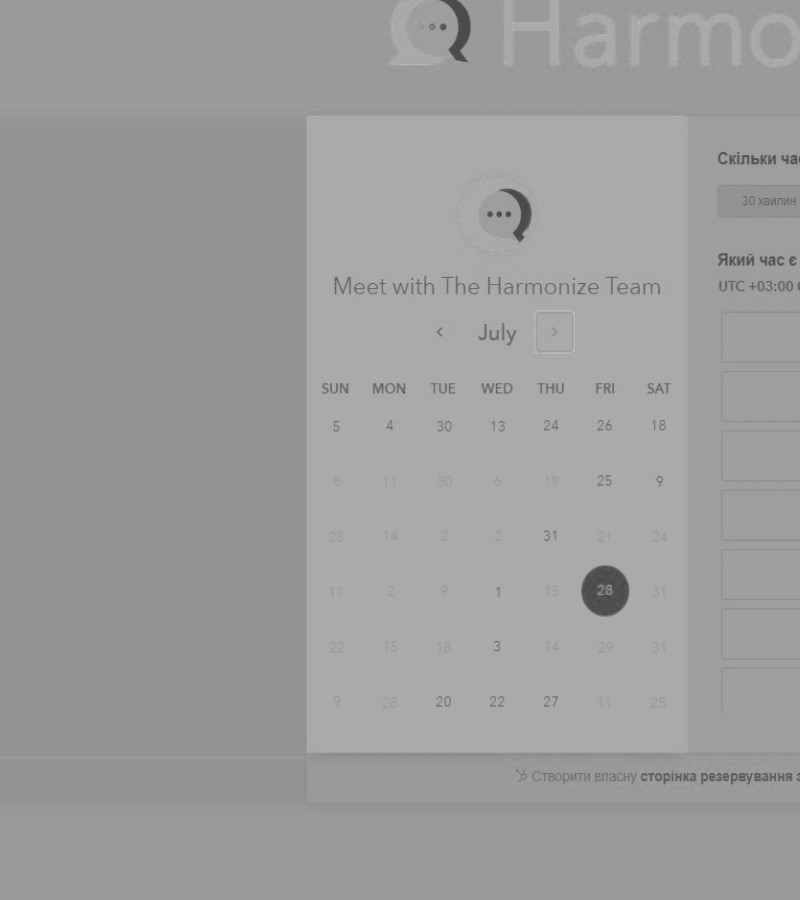 Harmo
Meet with The Harmonize Team
July
SUN MON TUE WED THU FRI SAT
5 4 30 13 24 26 18
8 11 30 6 19 25 9
28 14 2 2 31 21 24
11 2 9 1 15 28 31
22 15 18 3 14 29 31
9 28 20 22 27 11 25
Скільки ча
30 хвилин
Який час є
UTC +03:00
Створити власну сторінка резервування з